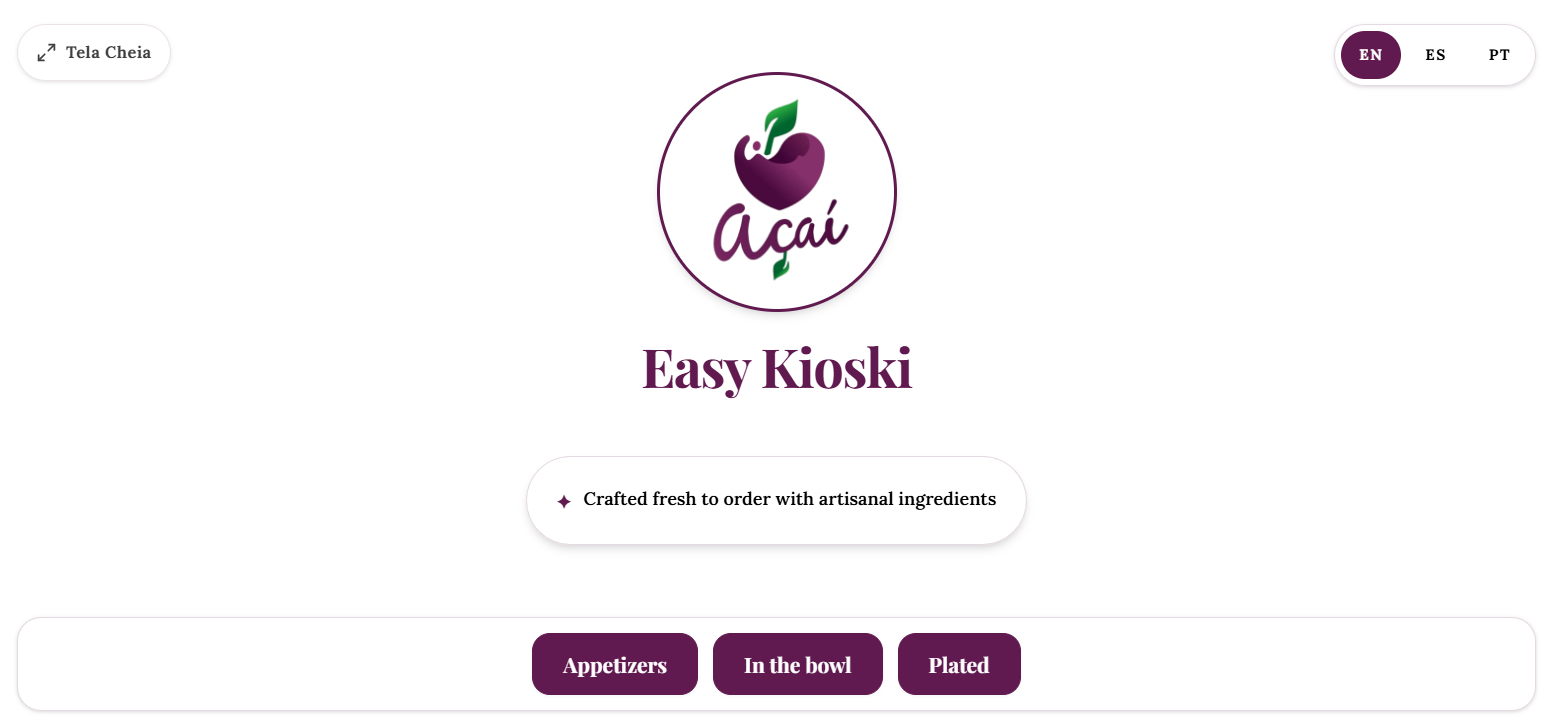 Tela Cheia
EN ES PT
Açaí
Easy Kioski
Crafted fresh to order with artisanal ingredients
Appetizers In the bowl Plated